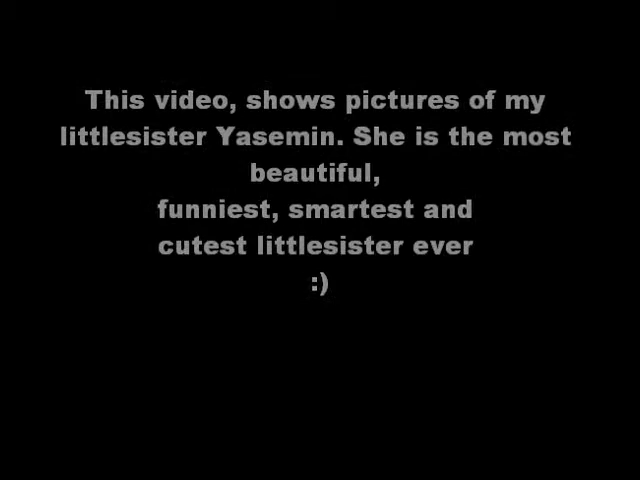 This video, shows pictures of my
littlesister Yasemin. She is the most
beautiful,
funniest, smartest and
cutest littlesister ever
:)